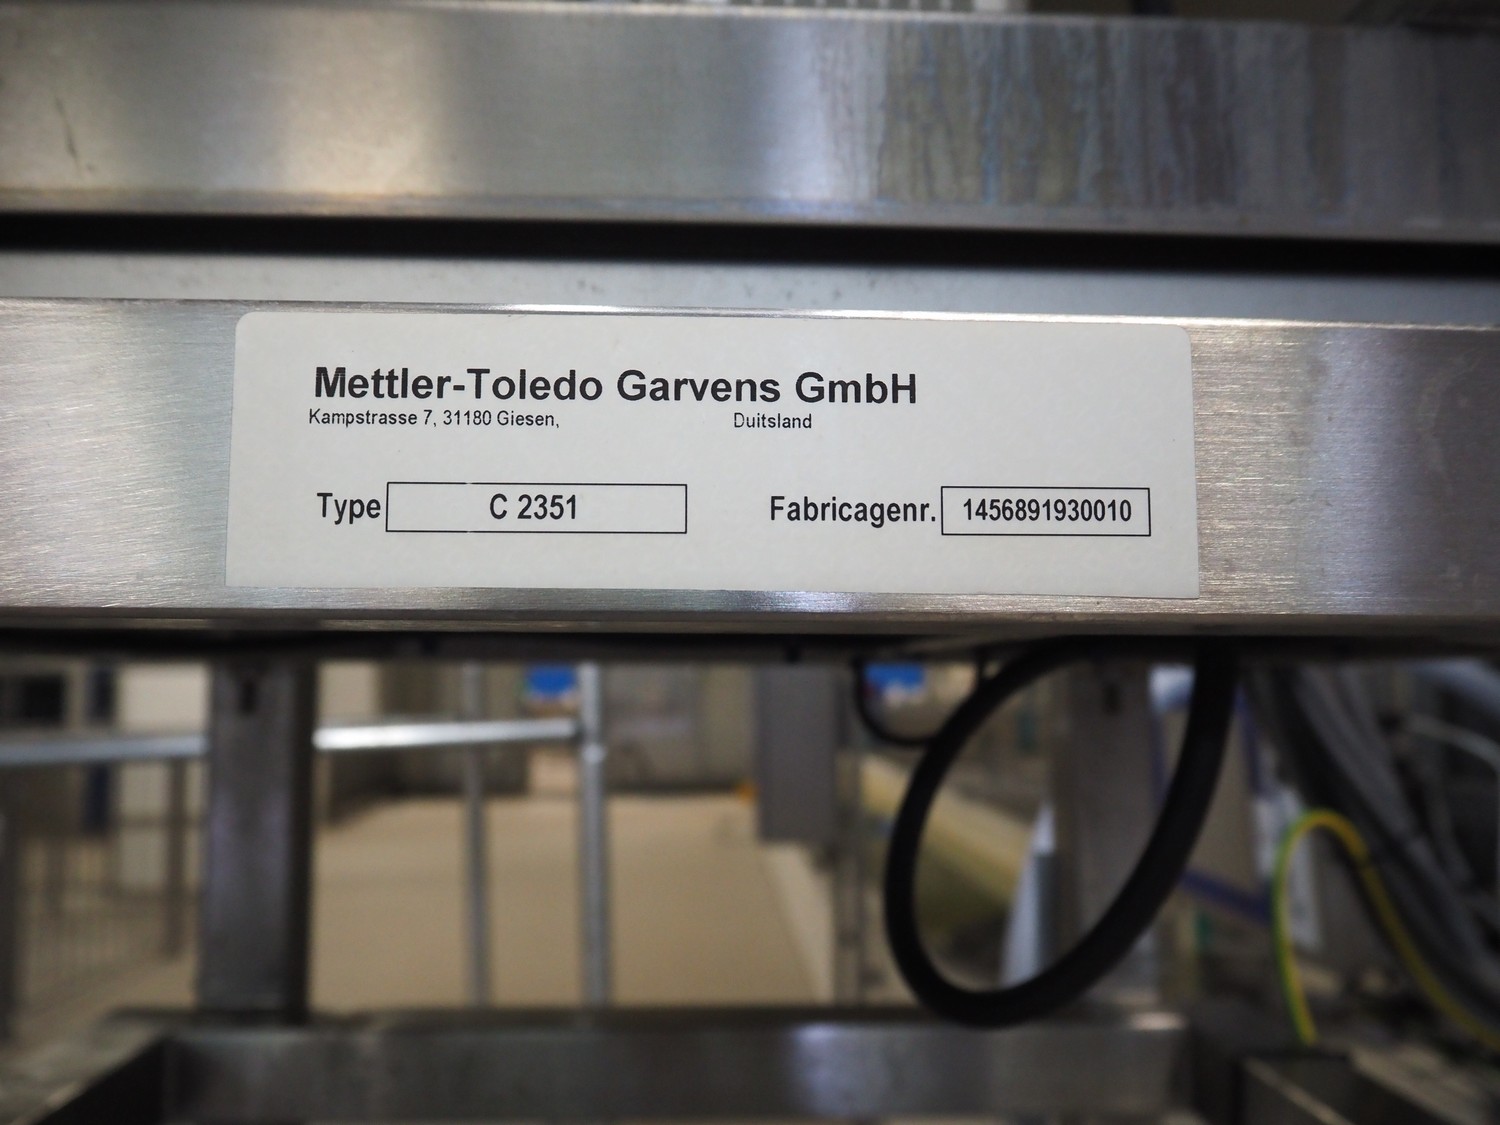 Mettler-Toledo Garvens GmbH
Kampstrasse 7, 31180 Giesen, Duitsland
Type C 2351 Fabricagenr. 1456891930010